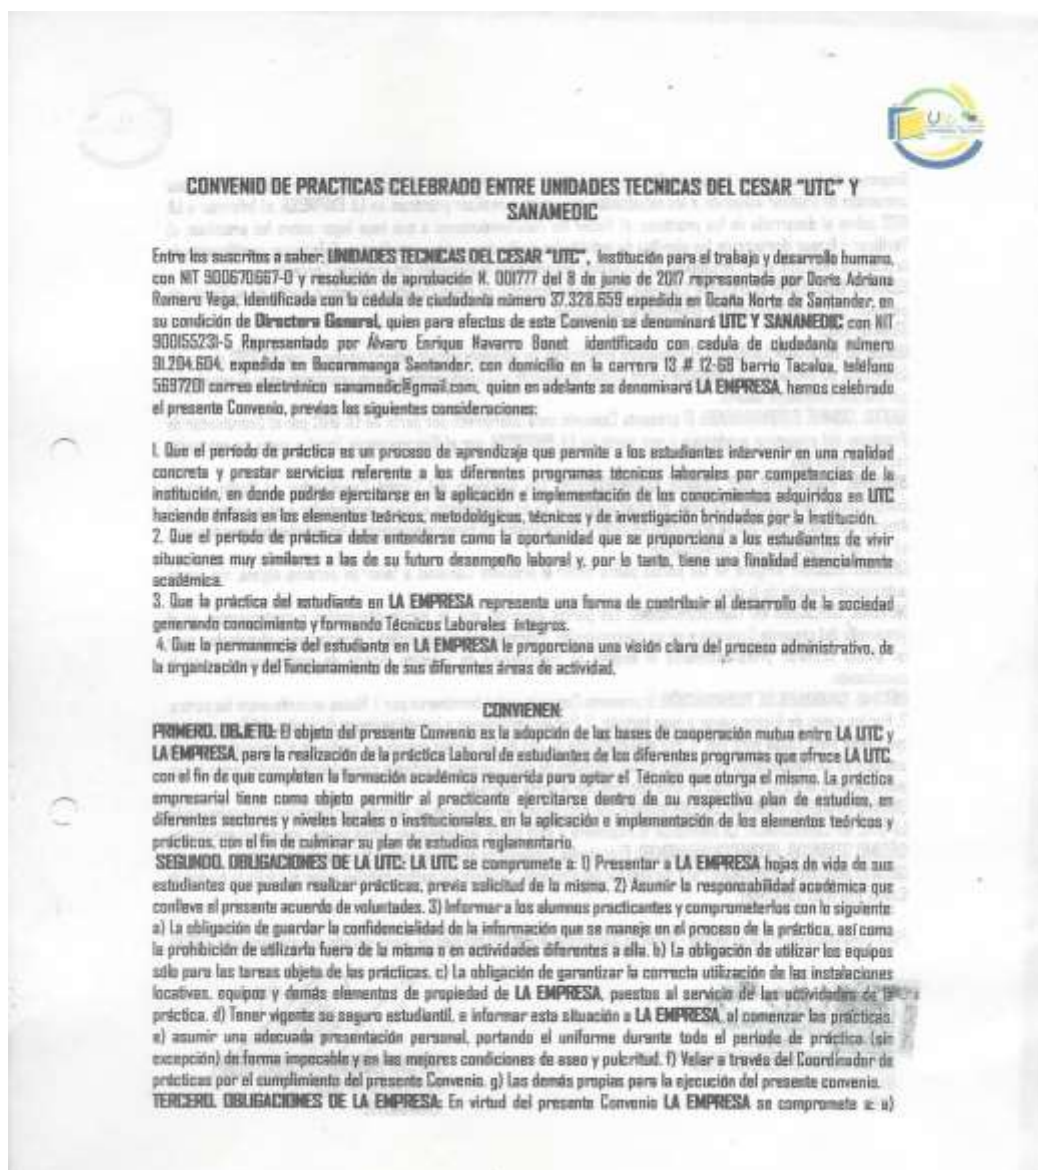 CONVENIO DE PRACTICAS CELEBRADO ENTRE UNIDADES TECNICAS DEL CESAR "UTC" Y
SANAMEDIC
Entre los suscritos a saber: UNIDADES TECNICAS DEL CESAR "UTC", Institución para el trabajo y desarrollo humano,
con NIT 900670667-0 y resolución de aprobación N. 001777 del 8 de junio de 2017 representada por Doris Adriana
Romero Vega, identificada con la cédula de ciudadanía número 37.328.659 expedida en Ocaña Norte de Santander, en
su condición de Directora General, quien para efectos de este Convenio se denominará UTC Y SANAMEDIC con NIT
900155231-5 Representado por Álvaro Enrique Navarro Bonet identificado con cedula de ciudadanía número
91.204.604, expedida en Bucaramanga Santander, con domicilio en la carrera 13 # 12-69 barrio Tacaloa, teléfono
5697201 correo electrónico sanamedic@gmail.com, quien en adelante se denominará LA EMPRESA, hemos celebrado
el presente Convenio, previas las siguientes consideraciones:
1. Que el período de práctica es un proceso de aprendizaje que permite a los estudiantes intervenir en una realidad
concreta y prestar servicios referente a los diferentes programas técnicos laborales por competencias de la
institución, en donde podrán ejercitarse en la aplicación e implementación de los conocimientos adquiridos en UTC
haciendo énfasis en los elementos teóricos, metodológicos, técnicos y de investigación brindados por la Institución.
2. Que el período de práctica debe entenderse como la oportunidad que se proporciona a los estudiantes de vivir
situaciones muy similares a las de su futuro desempeño laboral y, por lo tanto, tiene una finalidad esencialmente
académica.
3. Que la práctica del estudiante en LA EMPRESA representa una forma de contribuir al desarrollo de la sociedad
generando conocimiento y formando Técnicos Laborales íntegros.
4. Que la permanencia del estudiante en LA EMPRESA le proporciona una visión clara del proceso administrativo, de
la organización y del funcionamiento de sus diferentes áreas de actividad.
CONVIENEN:
PRIMERO. OBJETO: El objeto del presente Convenio es la adopción de las bases de cooperación mutua entre LA UTC y
LA EMPRESA, para la realización de la práctica Laboral de estudiantes de los diferentes programas que ofrece LA UTC,
con el fin de que completen la formación académica requerida para optar el Técnico que otorga el mismo. La práctica
empresarial tiene como objeto permitir al practicante ejercitarse dentro de su respectivo plan de estudios, en
diferentes sectores y niveles locales o institucionales, en la aplicación e implementación de los elementos teóricos y
prácticos, con el fin de culminar su plan de estudios reglamentario.
SEGUNDO. OBLIGACIONES DE LA UTC: LA UTC se compromete a: 1) Presentar a LA EMPRESA hojas de vida de sus
estudiantes que puedan realizar prácticas, previa solicitud de la misma. 2) Asumir la responsabilidad académica que
conlleve el presente acuerdo de voluntades. 3) Informar a los alumnos practicantes y comprometerlos con lo siguiente:
a) La obligación de guardar la confidencialidad de la información que se maneje en el proceso de la práctica, así como
la prohibición de utilizarla fuera de la misma o en actividades diferentes a ella. b) La obligación de utilizar los equipos
sólo para las tareas objeto de las prácticas. c) La obligación de garantizar la correcta utilización de las instalaciones
locativas, equipos y demás elementos de propiedad de LA EMPRESA, puestos al servicio de las actividades de la
práctica. d) Tener vigente su seguro estudiantil, e informar esta situación a LA EMPRESA, al comenzar las prácticas.
e) asumir una adecuada presentación personal, portando el uniforme durante todo el período de práctica (sin
excepción) de forma impecable y en las mejores condiciones de aseo y pulcritud. f) Velar a través del Coordinador de
prácticas por el cumplimiento del presente Convenio. g) Las demás propias para la ejecución del presente convenio.
TERCERO. OBLIGACIONES DE LA EMPRESA: En virtud del presente Convenio LA EMPRESA se compromete a: a)